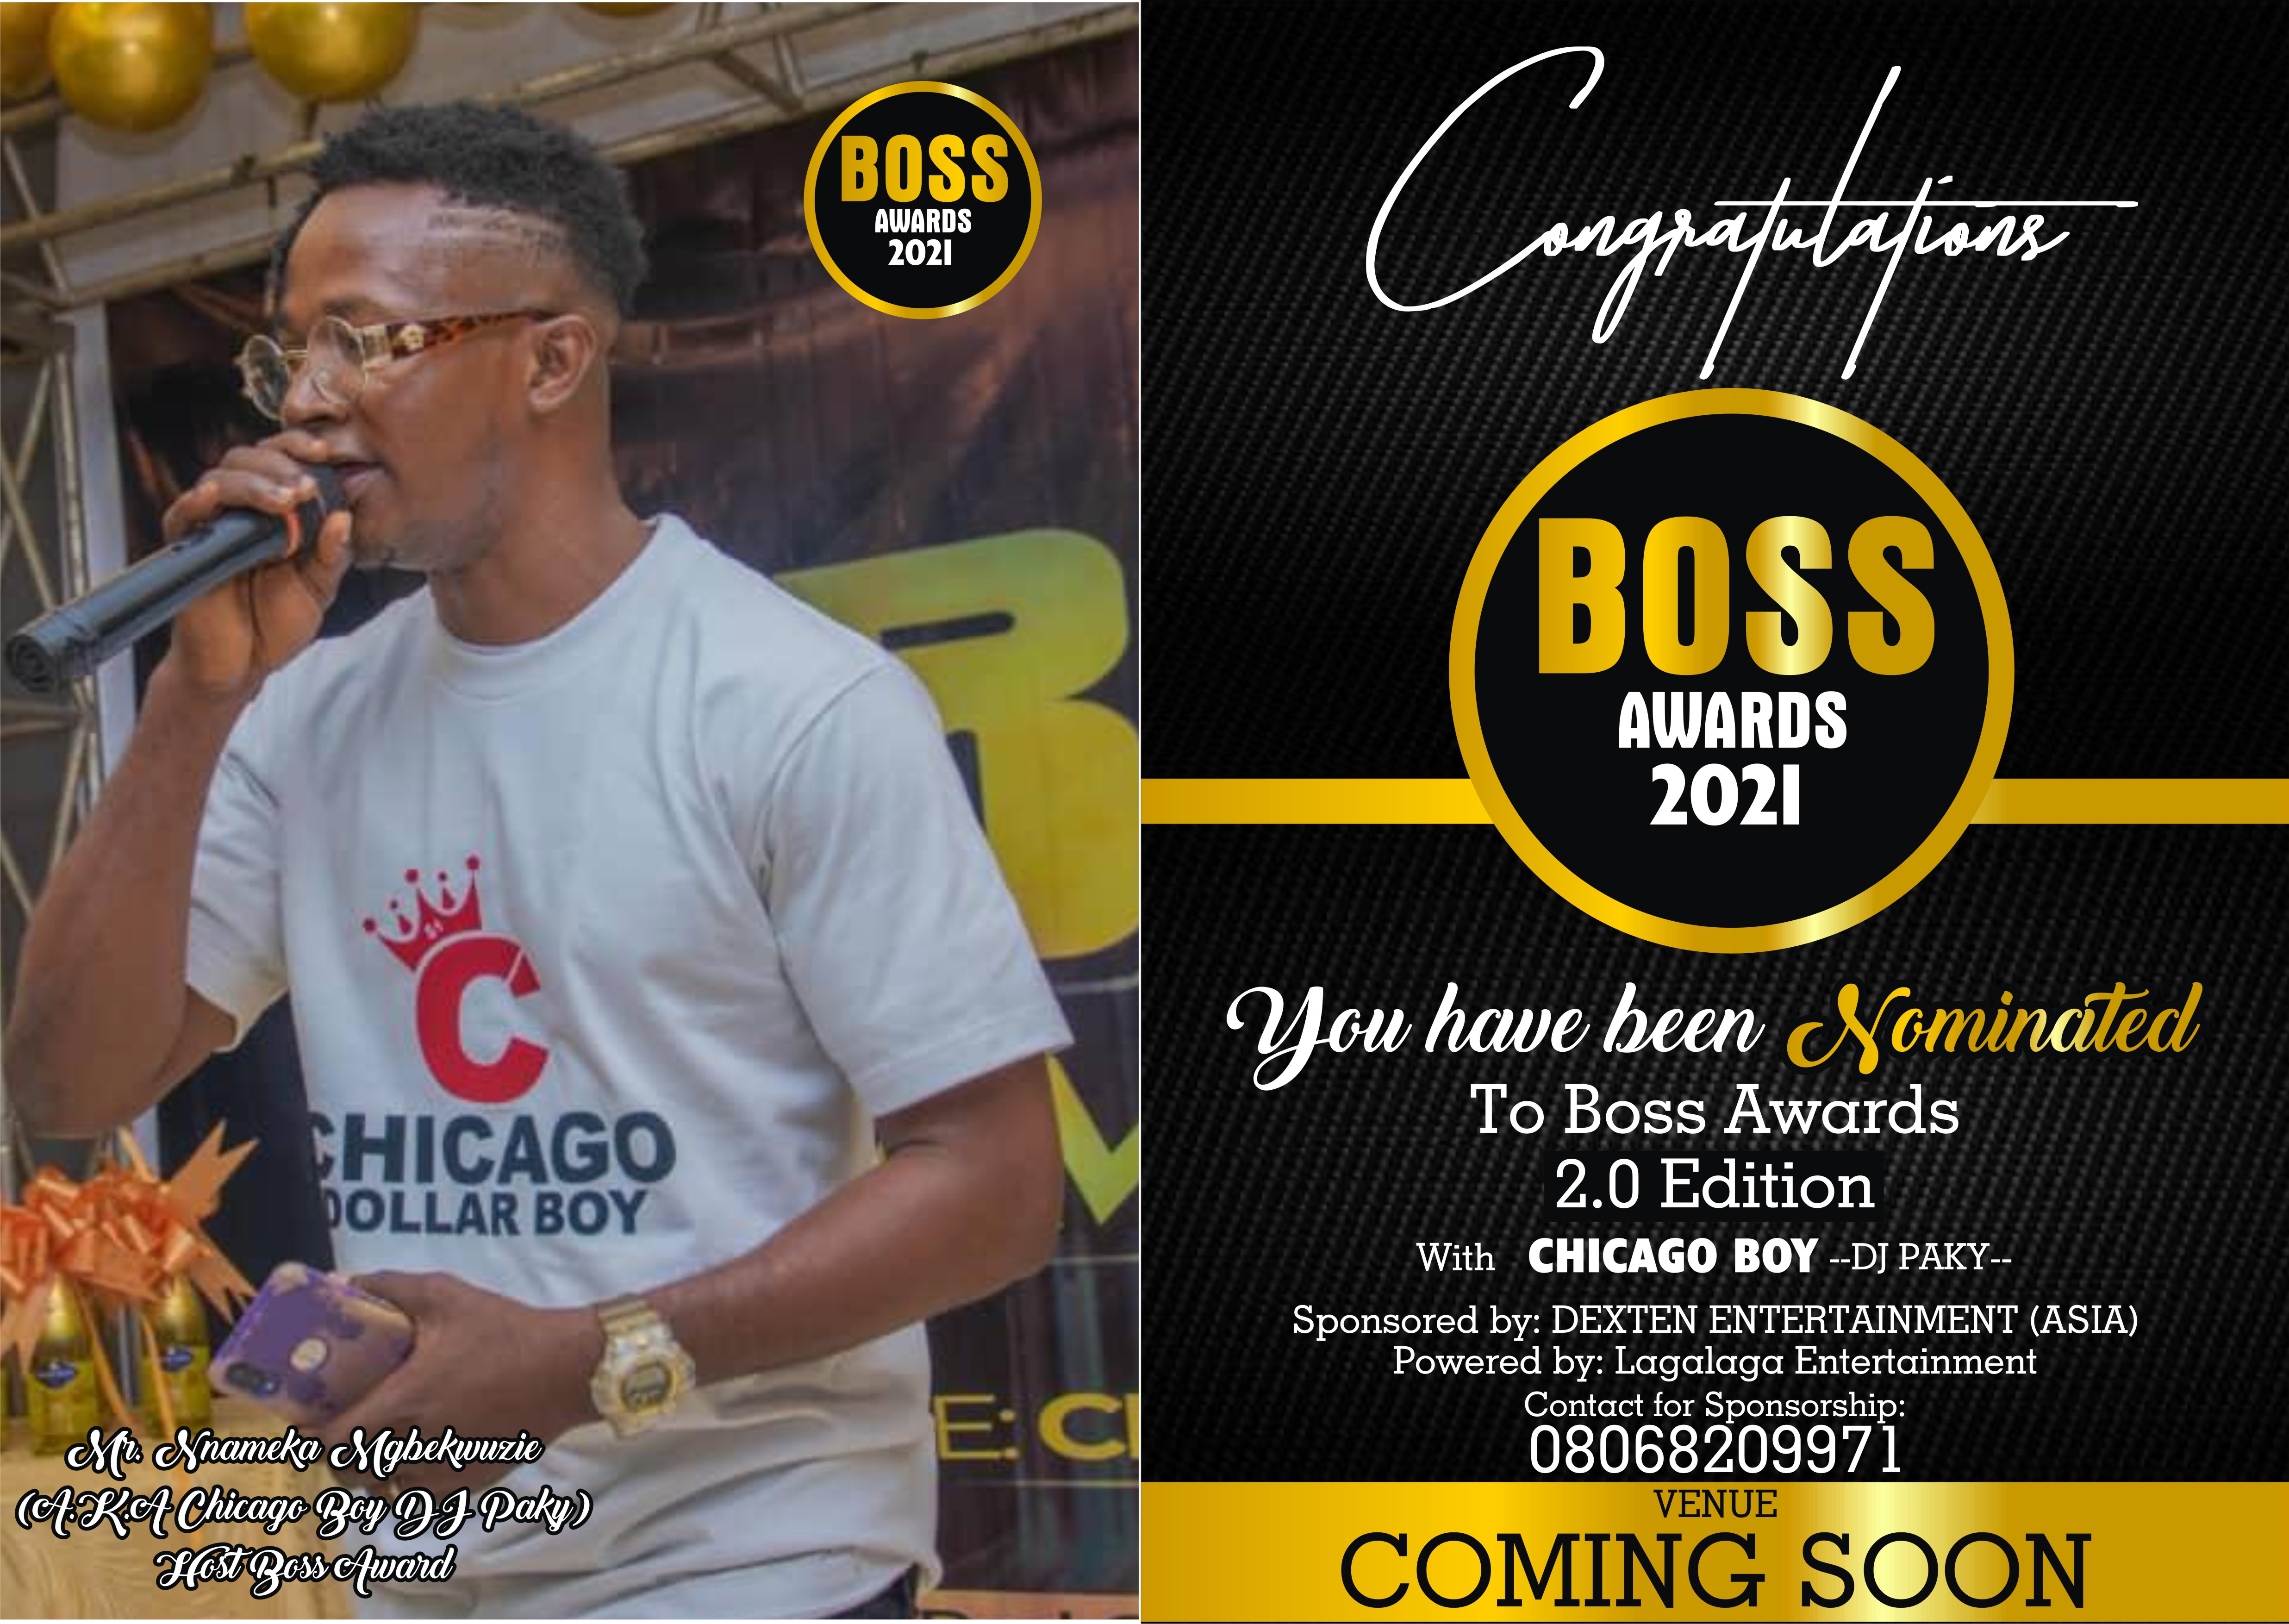 BOSS
AWARDS
2021
C
CHICAGO
DOLLAR BOY
E: C
Mr. Nnameka Mgbekwuzie
(A.K.A Chicago Boy DJ Paky)
Host Boss Award
Congratulations
BOSS
AWARDS
2021
You have been Nominated
To Boss Awards
2.0 Edition
With CHICAGO BOY --DJ PAKY--
Sponsored by: DEXTEN ENTERTAINMENT (ASIA)
Powered by: Lagalaga Entertainment
Contact for Sponsorship:
08068209971
VENUE
COMING SOON